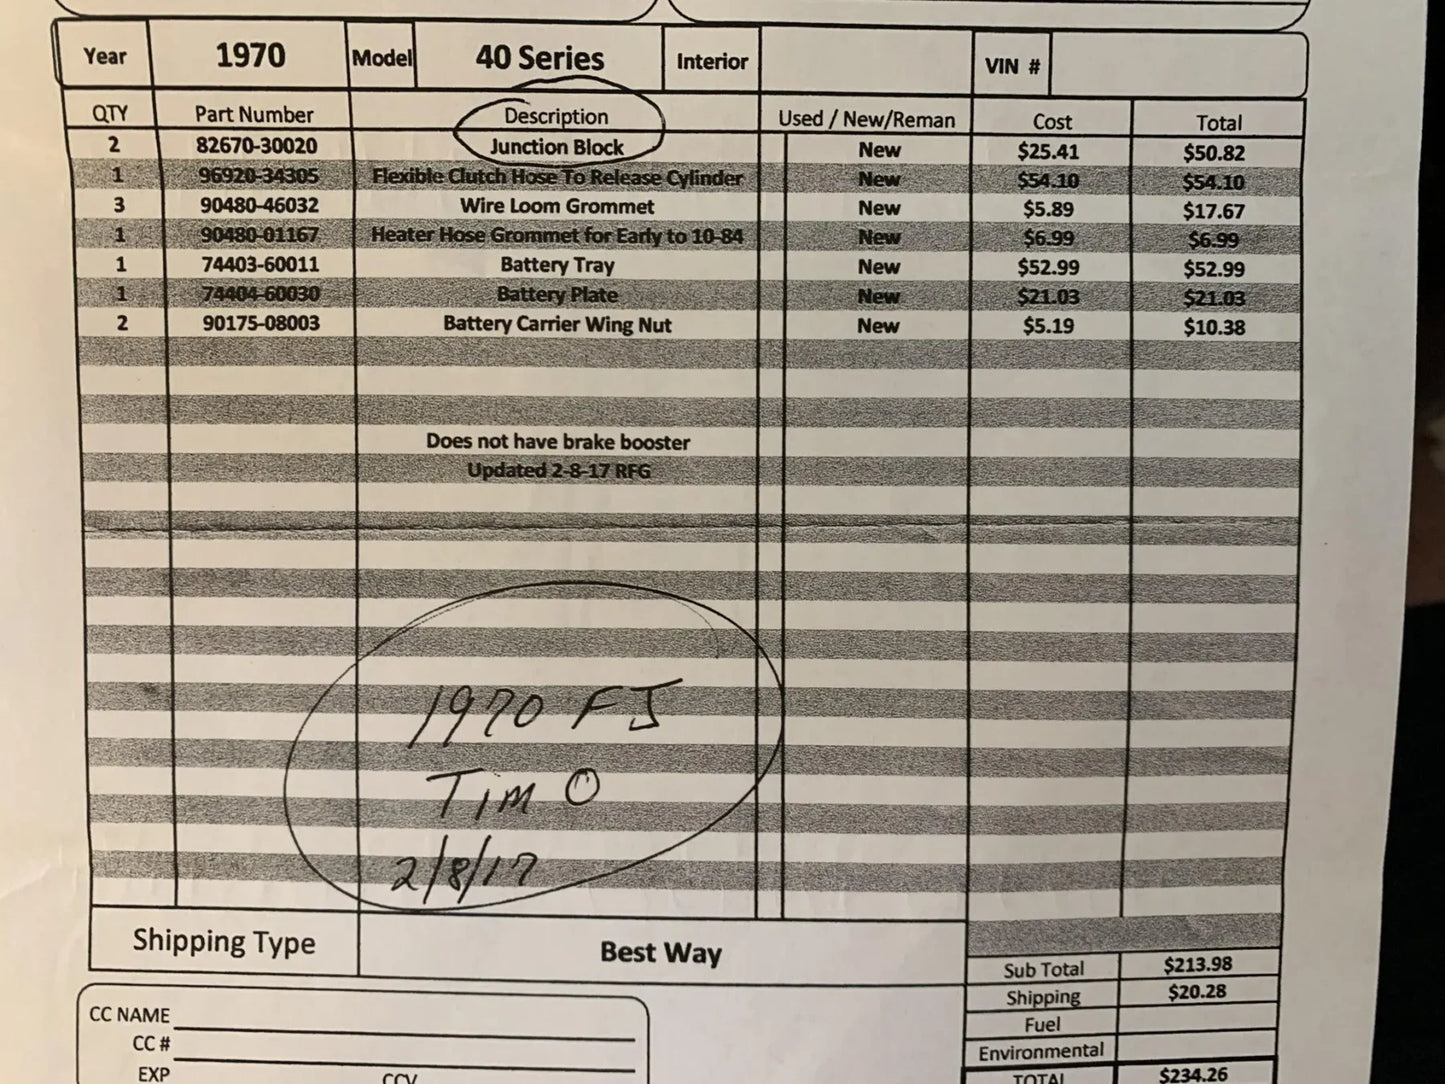 Year 1970 Model 40 Series Interior VIN #
QTY Part Number Description Used / New/Reman Cost Total
2 82670-30020 Junction Block New $25.41 $50.82
1 96920-34305 Flexible Clutch Hose To Release Cylinder New $54.10 $54.10
3 90480-46032 Wire Loom Grommet New $5.89 $17.67
1 90480-01167 Heater Hose Grommet for Early to 10-84 New $6.99 $6.99
1 74403-60011 Battery Tray New $52.99 $52.99
1 74404-60030 Battery Plate New $21.03 $21.03
2 90175-08003 Battery Carrier Wing Nut New $5.19 $10.38
Does not have brake booster
Updated 2-8-17 RFG
1970 FJ
Tim O
2/8/17
Shipping Type Best Way
Sub Total $213.98
Shipping $20.28
Fuel
Environmental
TOTAL $234.26
CC NAME
CC #
EXP CCV